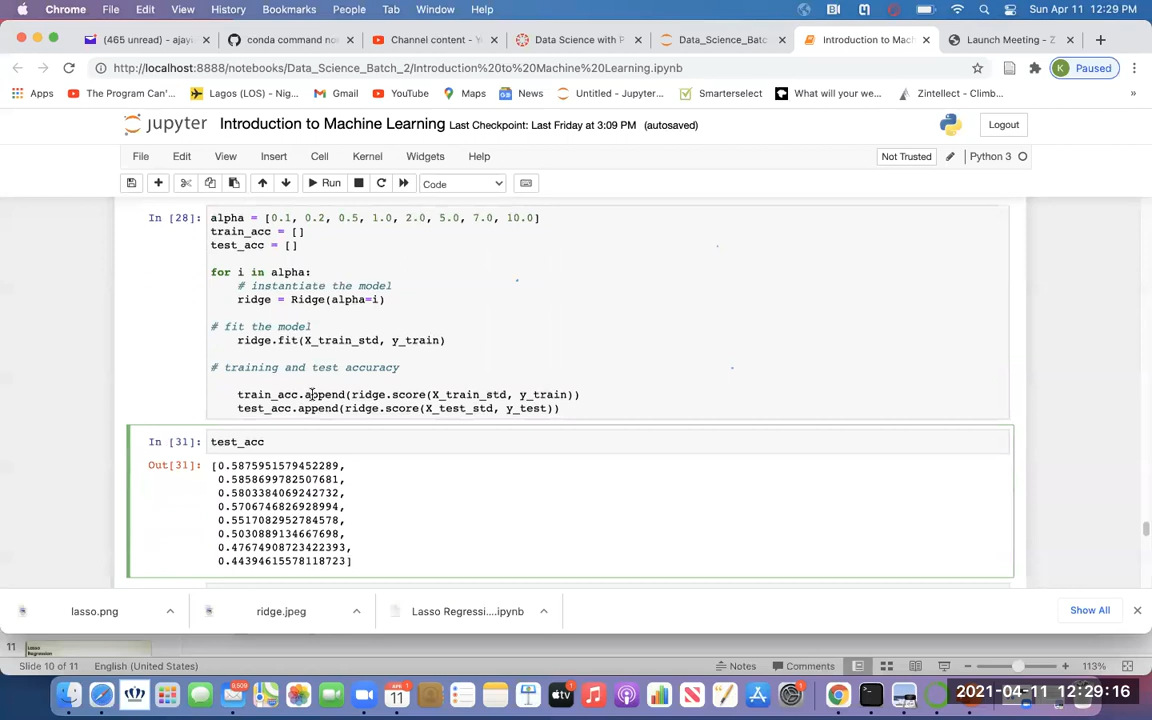 Chrome File Edit View History Bookmarks People Tab Window Help Sun Apr 11 12:29 PM
(465 unread) - ajay conda command no Channel content - Y Data Science with P Data_Science_Batc Introduction to Mach Launch Meeting - Z
http://localhost:8888/notebooks/Data_Science_Batch_2/Introduction%20to%20Machine%20Learning.ipynb K Paused
Apps The Program Can'... Lagos (LOS) - Nig... Gmail YouTube Maps News Untitled - Jupyter... Smarterselect What will your we... Zintellect - Climb... »
jupyter Introduction to Machine Learning Last Checkpoint: Last Friday at 3:09 PM (autosaved) Logout
File Edit View Insert Cell Kernel Widgets Help Not Trusted Python 3
Run Code
In [28]: alpha = [0.1, 0.2, 0.5, 1.0, 2.0, 5.0, 7.0, 10.0]
train_acc = []
test_acc = []
for i in alpha:
# instantiate the model
ridge = Ridge(alpha=i)
# fit the model
ridge.fit(X_train_std, y_train)
# training and test accuracy
train_acc.append(ridge.score(X_train_std, y_train))
test_acc.append(ridge.score(X_test_std, y_test))
In [31]: test_acc
Out[31]: [0.5875951579452289,
0.5858699782507681,
0.5803384069242732,
0.5706746826928994,
0.5517082952784578,
0.5030889134667698,
0.47674908723422393,
0.44394615578118723]
lasso.png ridge.jpeg Lasso Regressi....ipynb Show All
11 Lasso
Regression
Slide 10 of 11 English (United States) Notes Comments 113%
8,509 APR 11 2021-04-11 12:29:16